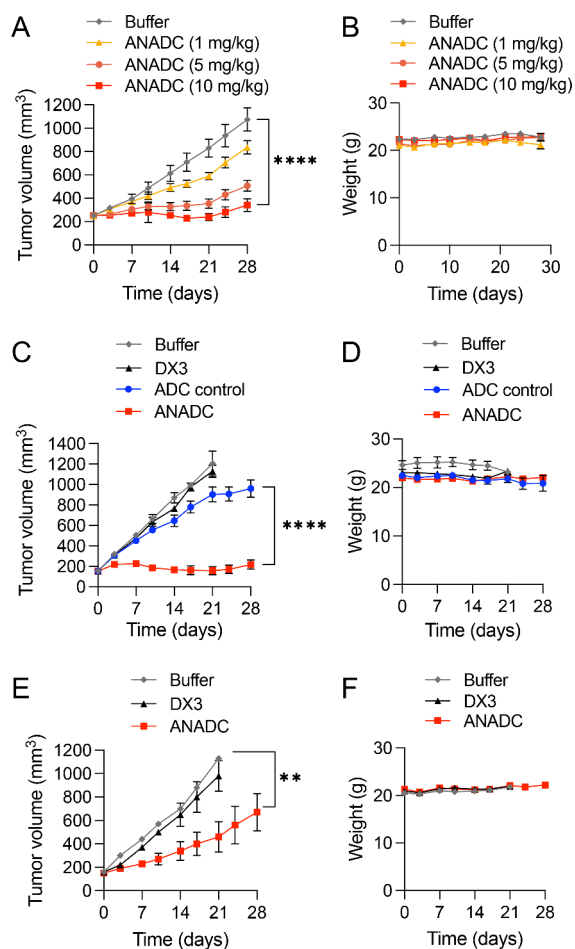 A
Buffer
ANADC (1 mg/kg)
ANADC (5 mg/kg)
ANADC (10 mg/kg)
Tumor volume (mm³)
1200
1000
800
600
400
200
0
0 7 14 21 28
Time (days)
****
B
Buffer
ANADC (1 mg/kg)
ANADC (5 mg/kg)
ANADC (10 mg/kg)
Weight (g)
30
20
10
0
0 10 20 30
Time (days)
C
Buffer
DX3
ADC control
ANADC
Tumor volume (mm³)
1400
1200
1000
800
600
400
200
0
0 7 14 21 28
Time (days)
****
D
Buffer
DX3
ADC control
ANADC
Weight (g)
30
20
10
0
0 7 14 21 28
Time (days)
E
Buffer
DX3
ANADC
Tumor volume (mm³)
1200
1000
800
600
400
200
0
0 7 14 21 28
Time (days)
**
F
Buffer
DX3
ANADC
Weight (g)
30
20
10
0
0 7 14 21 28
Time (days)